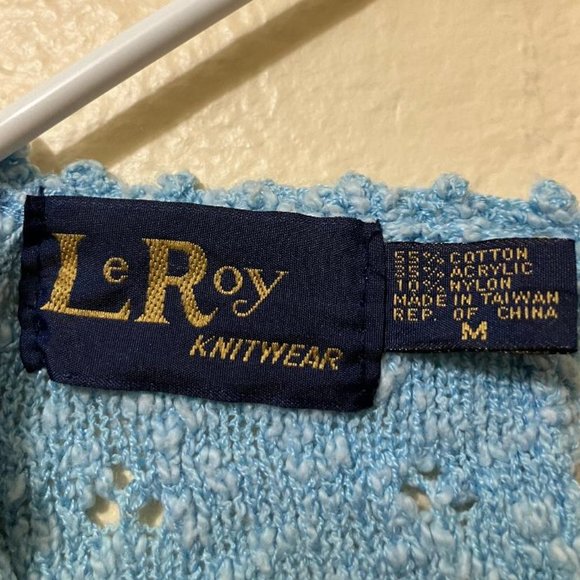 LeRoy
KNITWEAR
55% COTTON
35% ACRYLIC
10% NYLON
MADE IN TAIWAN
REP. OF CHINA
M